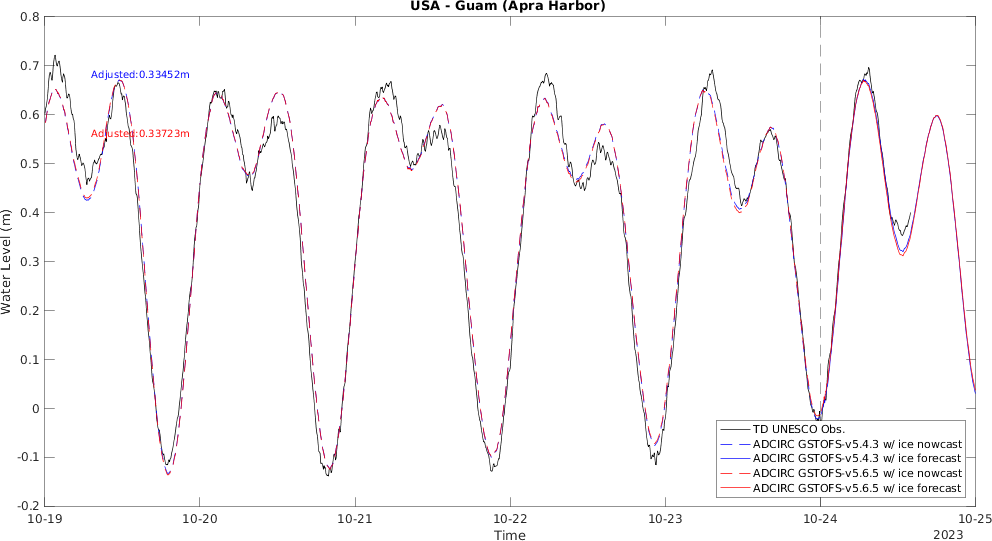 USA - Guam (Apra Harbor)
0.8
0.7
0.6
0.5
0.4
0.3
0.2
0.1
0
-0.1
-0.2
Water Level (m)
Adjusted:0.33452m
Adjusted:0.33723m
TD UNESCO Obs.
ADCIRC GSTOFS-v5.4.3 w/ ice nowcast
ADCIRC GSTOFS-v5.4.3 w/ ice forecast
ADCIRC GSTOFS-v5.6.5 w/ ice nowcast
ADCIRC GSTOFS-v5.6.5 w/ ice forecast
10-19
10-20
10-21
10-22
10-23
10-24
10-25
Time
2023